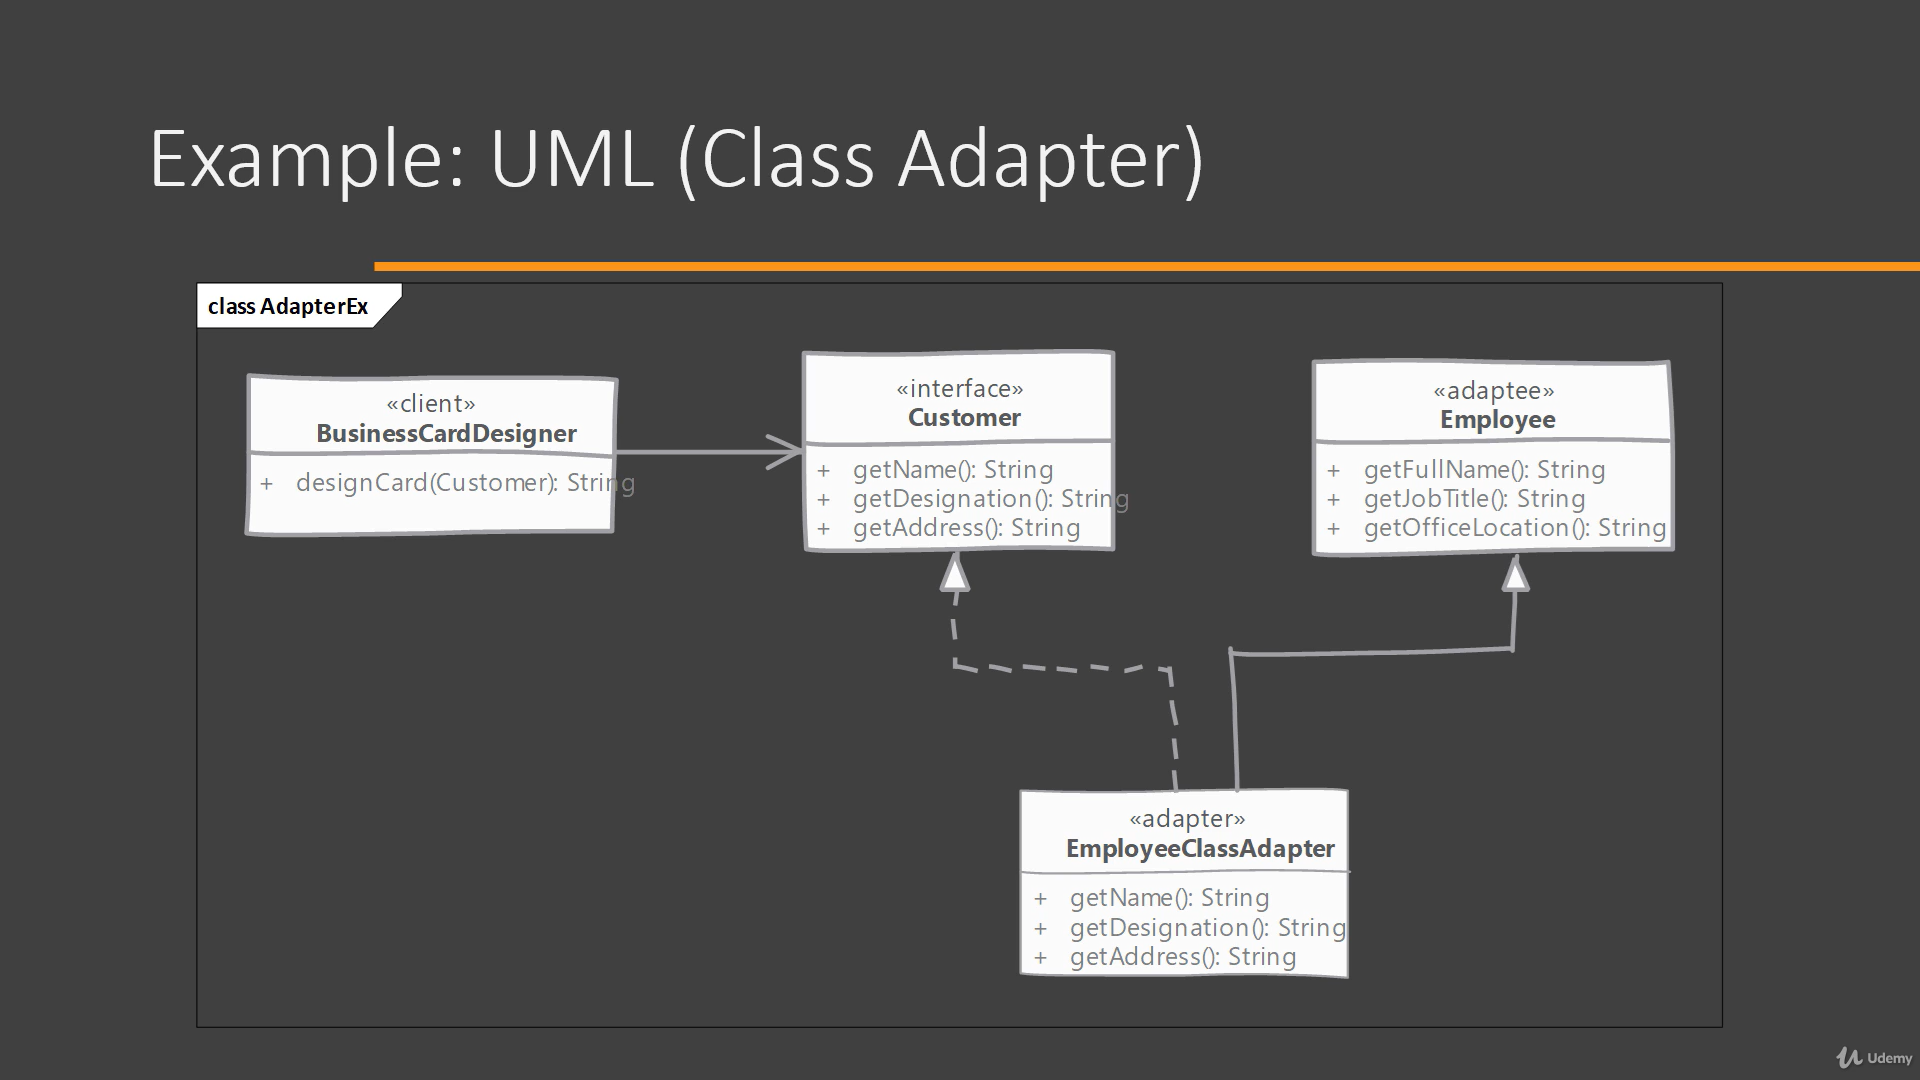 Example: UML (Class Adapter)
class AdapterEx
«client»
BusinessCardDesigner
+ designCard(Customer): String
«interface»
Customer
+ getName(): String
+ getDesignation(): String
+ getAddress(): String
«adaptee»
Employee
+ getFullName(): String
+ getJobTitle(): String
+ getOfficeLocation(): String
«adapter»
EmployeeClassAdapter
+ getName(): String
+ getDesignation(): String
+ getAddress(): String
Udemy